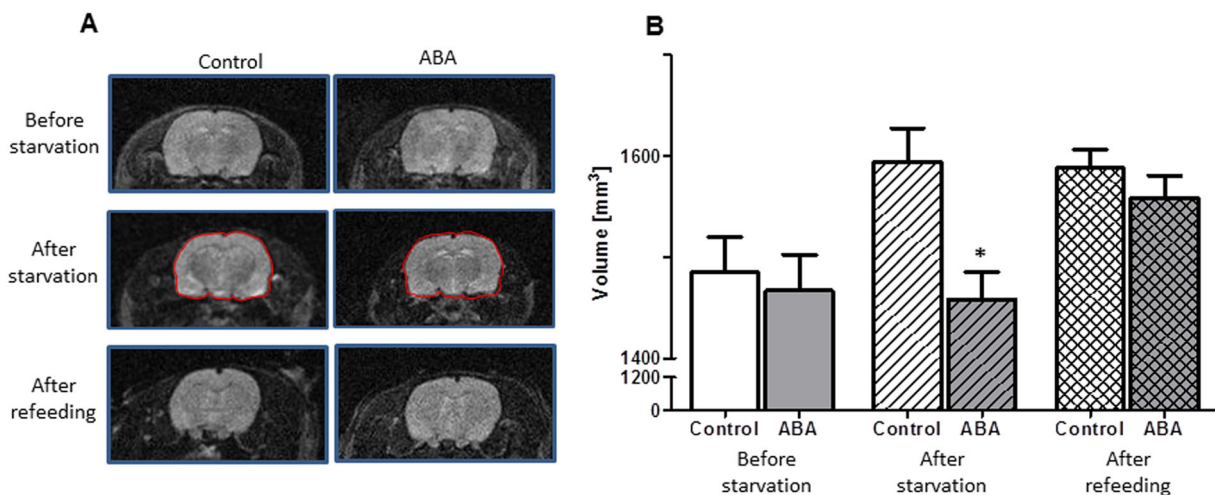 A
Control ABA
Before
starvation
After
starvation
After
refeeding
B
Volume [mm³]
1600
1400
1200
0
*
Control ABA Control ABA Control ABA
Before
starvation
After
starvation
After
refeeding